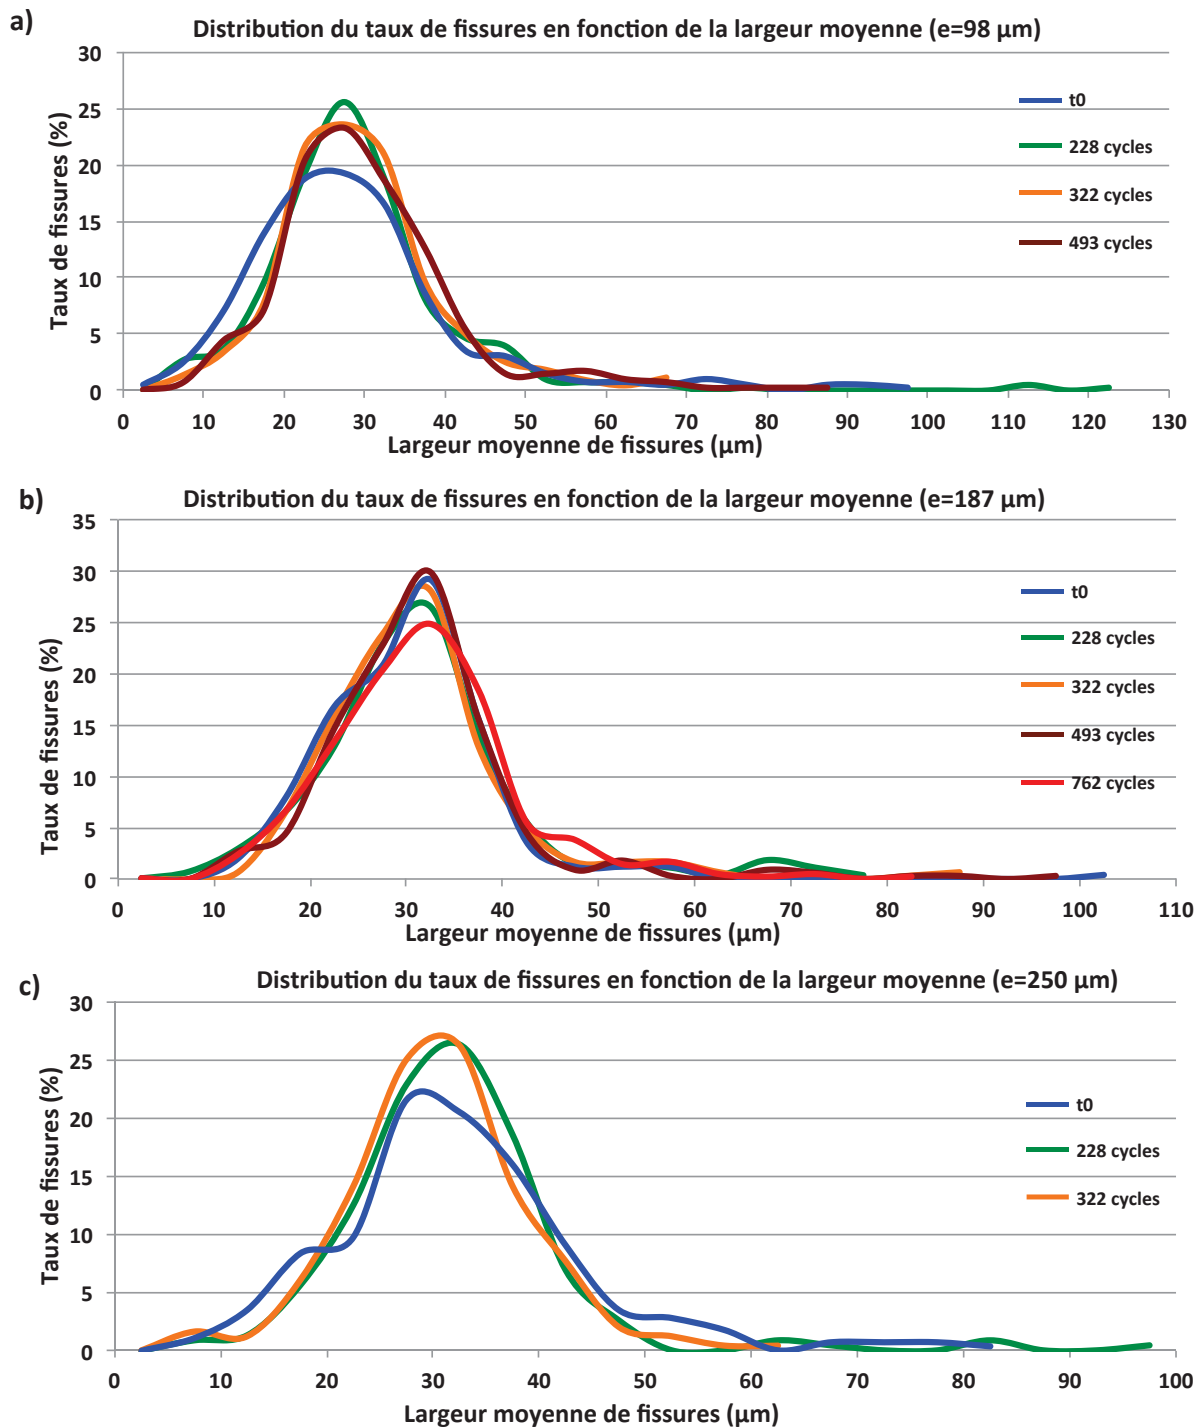 a)
Distribution du taux de fissures en fonction de la largeur moyenne (e=98 µm)
Taux de fissures (%)
30
25
20
15
10
5
0
t0
228 cycles
322 cycles
493 cycles
0 10 20 30 40 50 60 70 80 90 100 110 120 130
Largeur moyenne de fissures (µm)
b)
Distribution du taux de fissures en fonction de la largeur moyenne (e=187 µm)
Taux de fissures (%)
35
30
25
20
15
10
5
0
t0
228 cycles
322 cycles
493 cycles
762 cycles
0 10 20 30 40 50 60 70 80 90 100 110
Largeur moyenne de fissures (µm)
c)
Distribution du taux de fissures en fonction de la largeur moyenne (e=250 µm)
Taux de fissures (%)
30
25
20
15
10
5
0
t0
228 cycles
322 cycles
0 10 20 30 40 50 60 70 80 90 100
Largeur moyenne de fissures (µm)